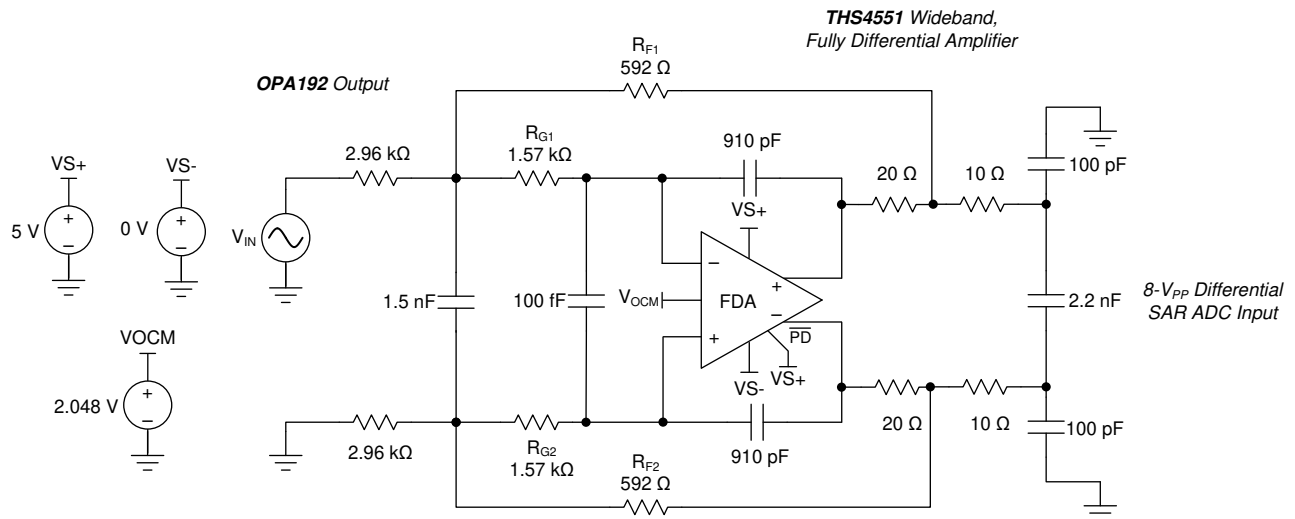 THS4551 Wideband,
Fully Differential Amplifier
RF1
592 Ω
OPA192 Output
RG1
1.57 kΩ
2.96 kΩ
910 pF
20 Ω
10 Ω
100 pF
VS+
VS-
VS+
5 V
+
−
0 V
+
−
VIN
−
+
VOCM
FDA
+
−
PD
1.5 nF
100 fF
2.2 nF
8-VPP Differential
SAR ADC Input
VS-
VS+
VOCM
2.048 V
+
−
2.96 kΩ
RG2
1.57 kΩ
910 pF
20 Ω
10 Ω
100 pF
RF2
592 Ω